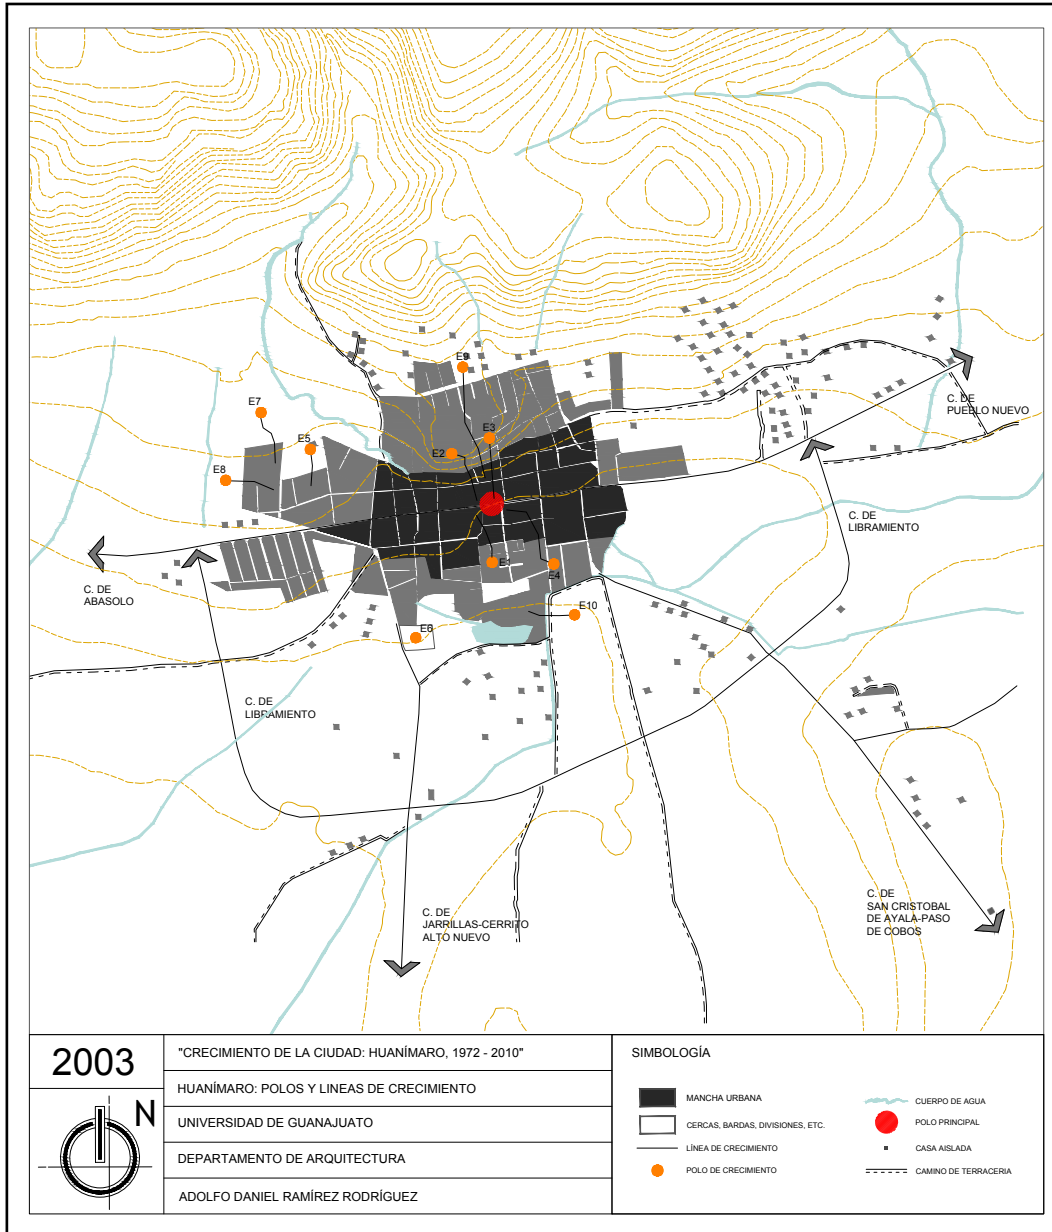 E9
E7
E3
E5
E2
E8
E1
E4
E10
E6
C. DE
PUEBLO NUEVO
C. DE
LIBRAMIENTO
C. DE
ABASOLO
C. DE
LIBRAMIENTO
C. DE
JARRILLAS-CERRITO
ALTO NUEVO
C. DE
SAN CRISTOBAL
DE AYALA-PASO
DE COBOS
2003
N
"CRECIMIENTO DE LA CIUDAD: HUANÍMARO, 1972 - 2010"
HUANÍMARO: POLOS Y LINEAS DE CRECIMIENTO
UNIVERSIDAD DE GUANAJUATO
DEPARTAMENTO DE ARQUITECTURA
ADOLFO DANIEL RAMÍREZ RODRÍGUEZ
SIMBOLOGÍA
MANCHA URBANA
CERCAS, BARDAS, DIVISIONES, ETC.
LÍNEA DE CRECIMIENTO
POLO DE CRECIMIENTO
CUERPO DE AGUA
POLO PRINCIPAL
CASA AISLADA
CAMINO DE TERRACERIA